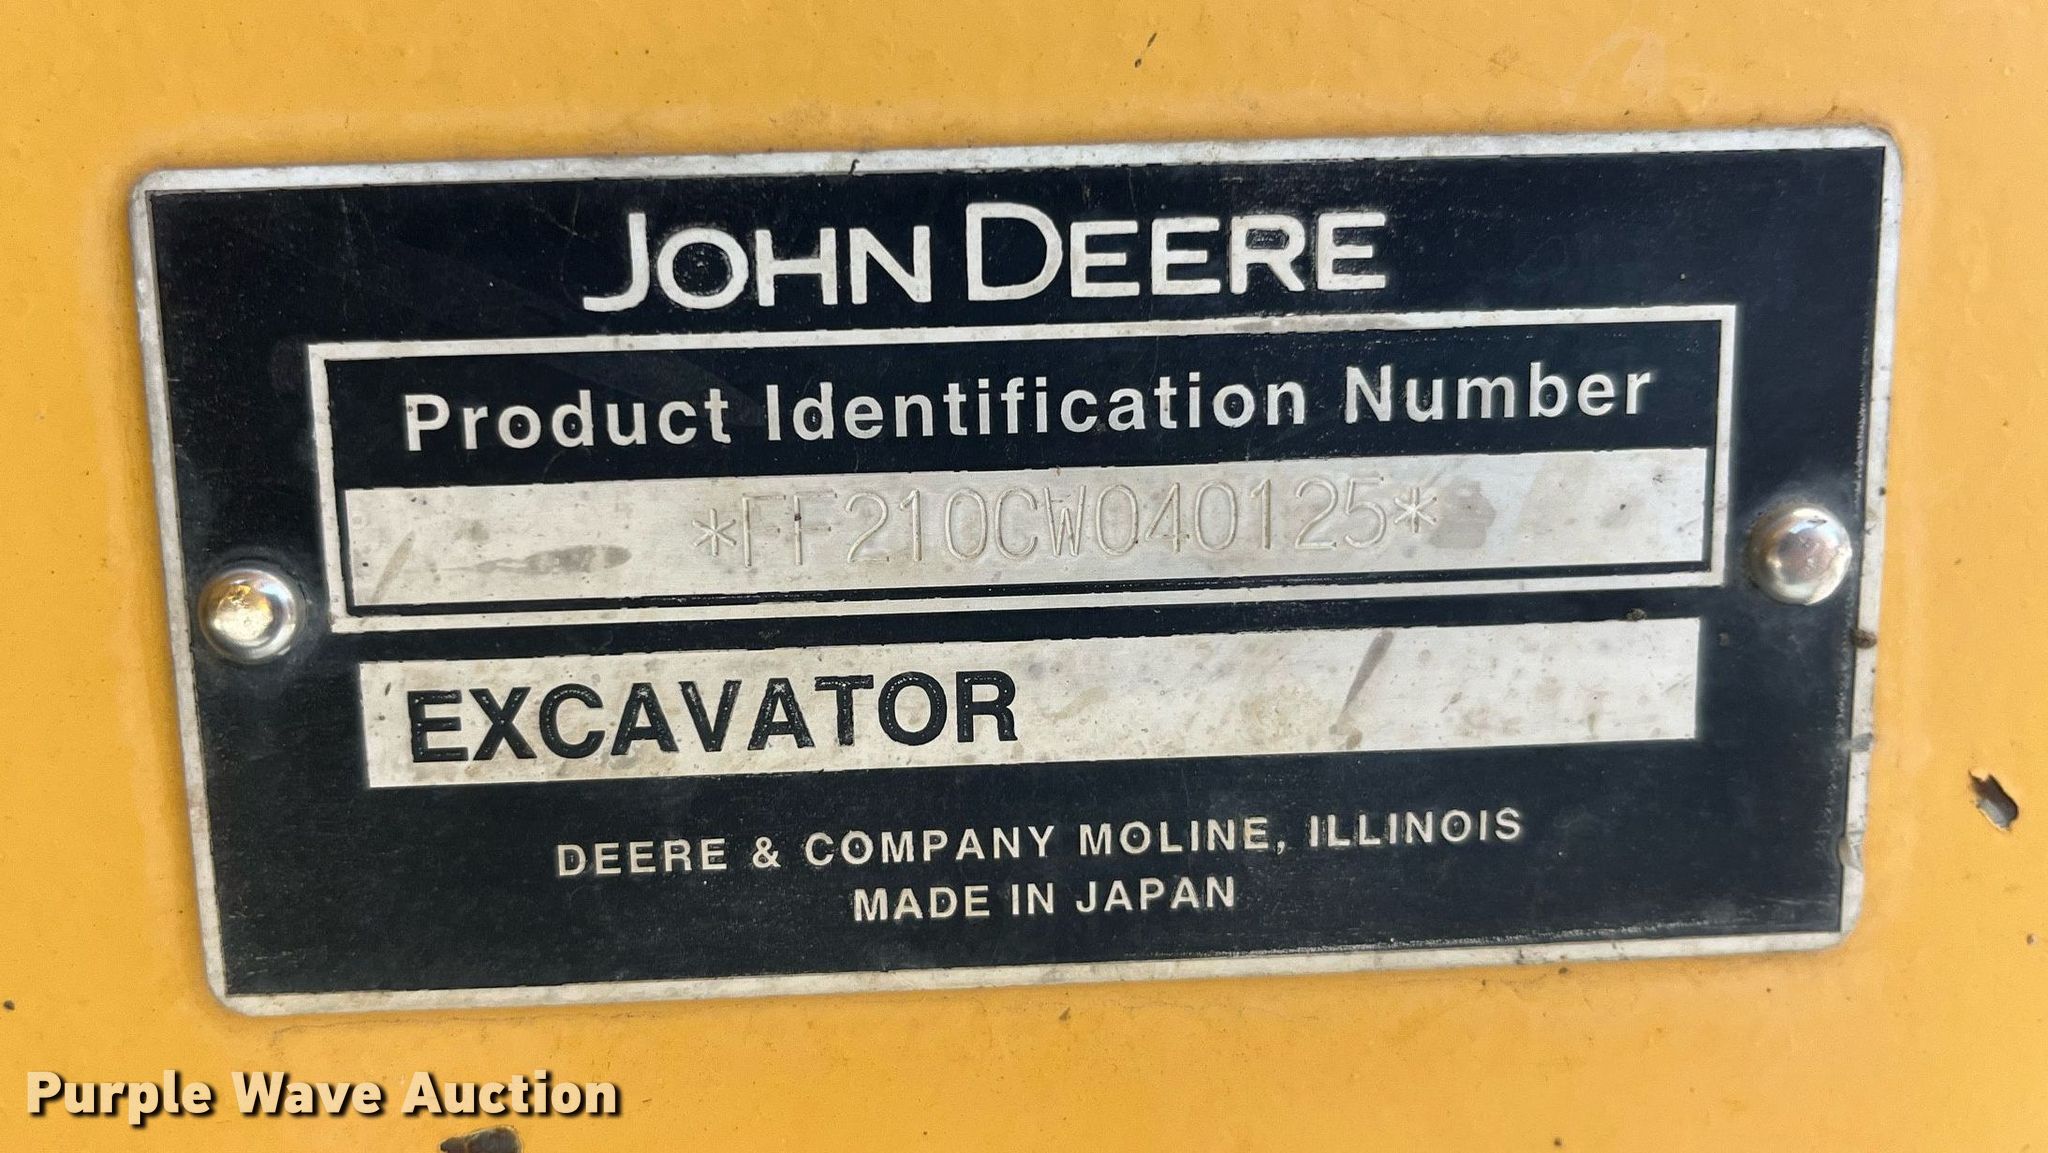 JOHN DEERE
Product Identification Number
*FF210CW040125*
EXCAVATOR
DEERE & COMPANY MOLINE, ILLINOIS
MADE IN JAPAN
Purple Wave Auction